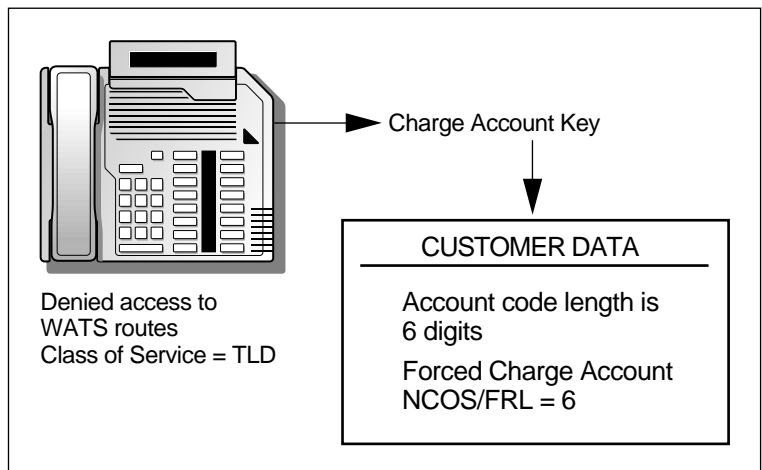 Charge Account Key
CUSTOMER DATA
Account code length is
6 digits
Forced Charge Account
NCOS/FRL = 6
Denied access to
WATS routes
Class of Service = TLD